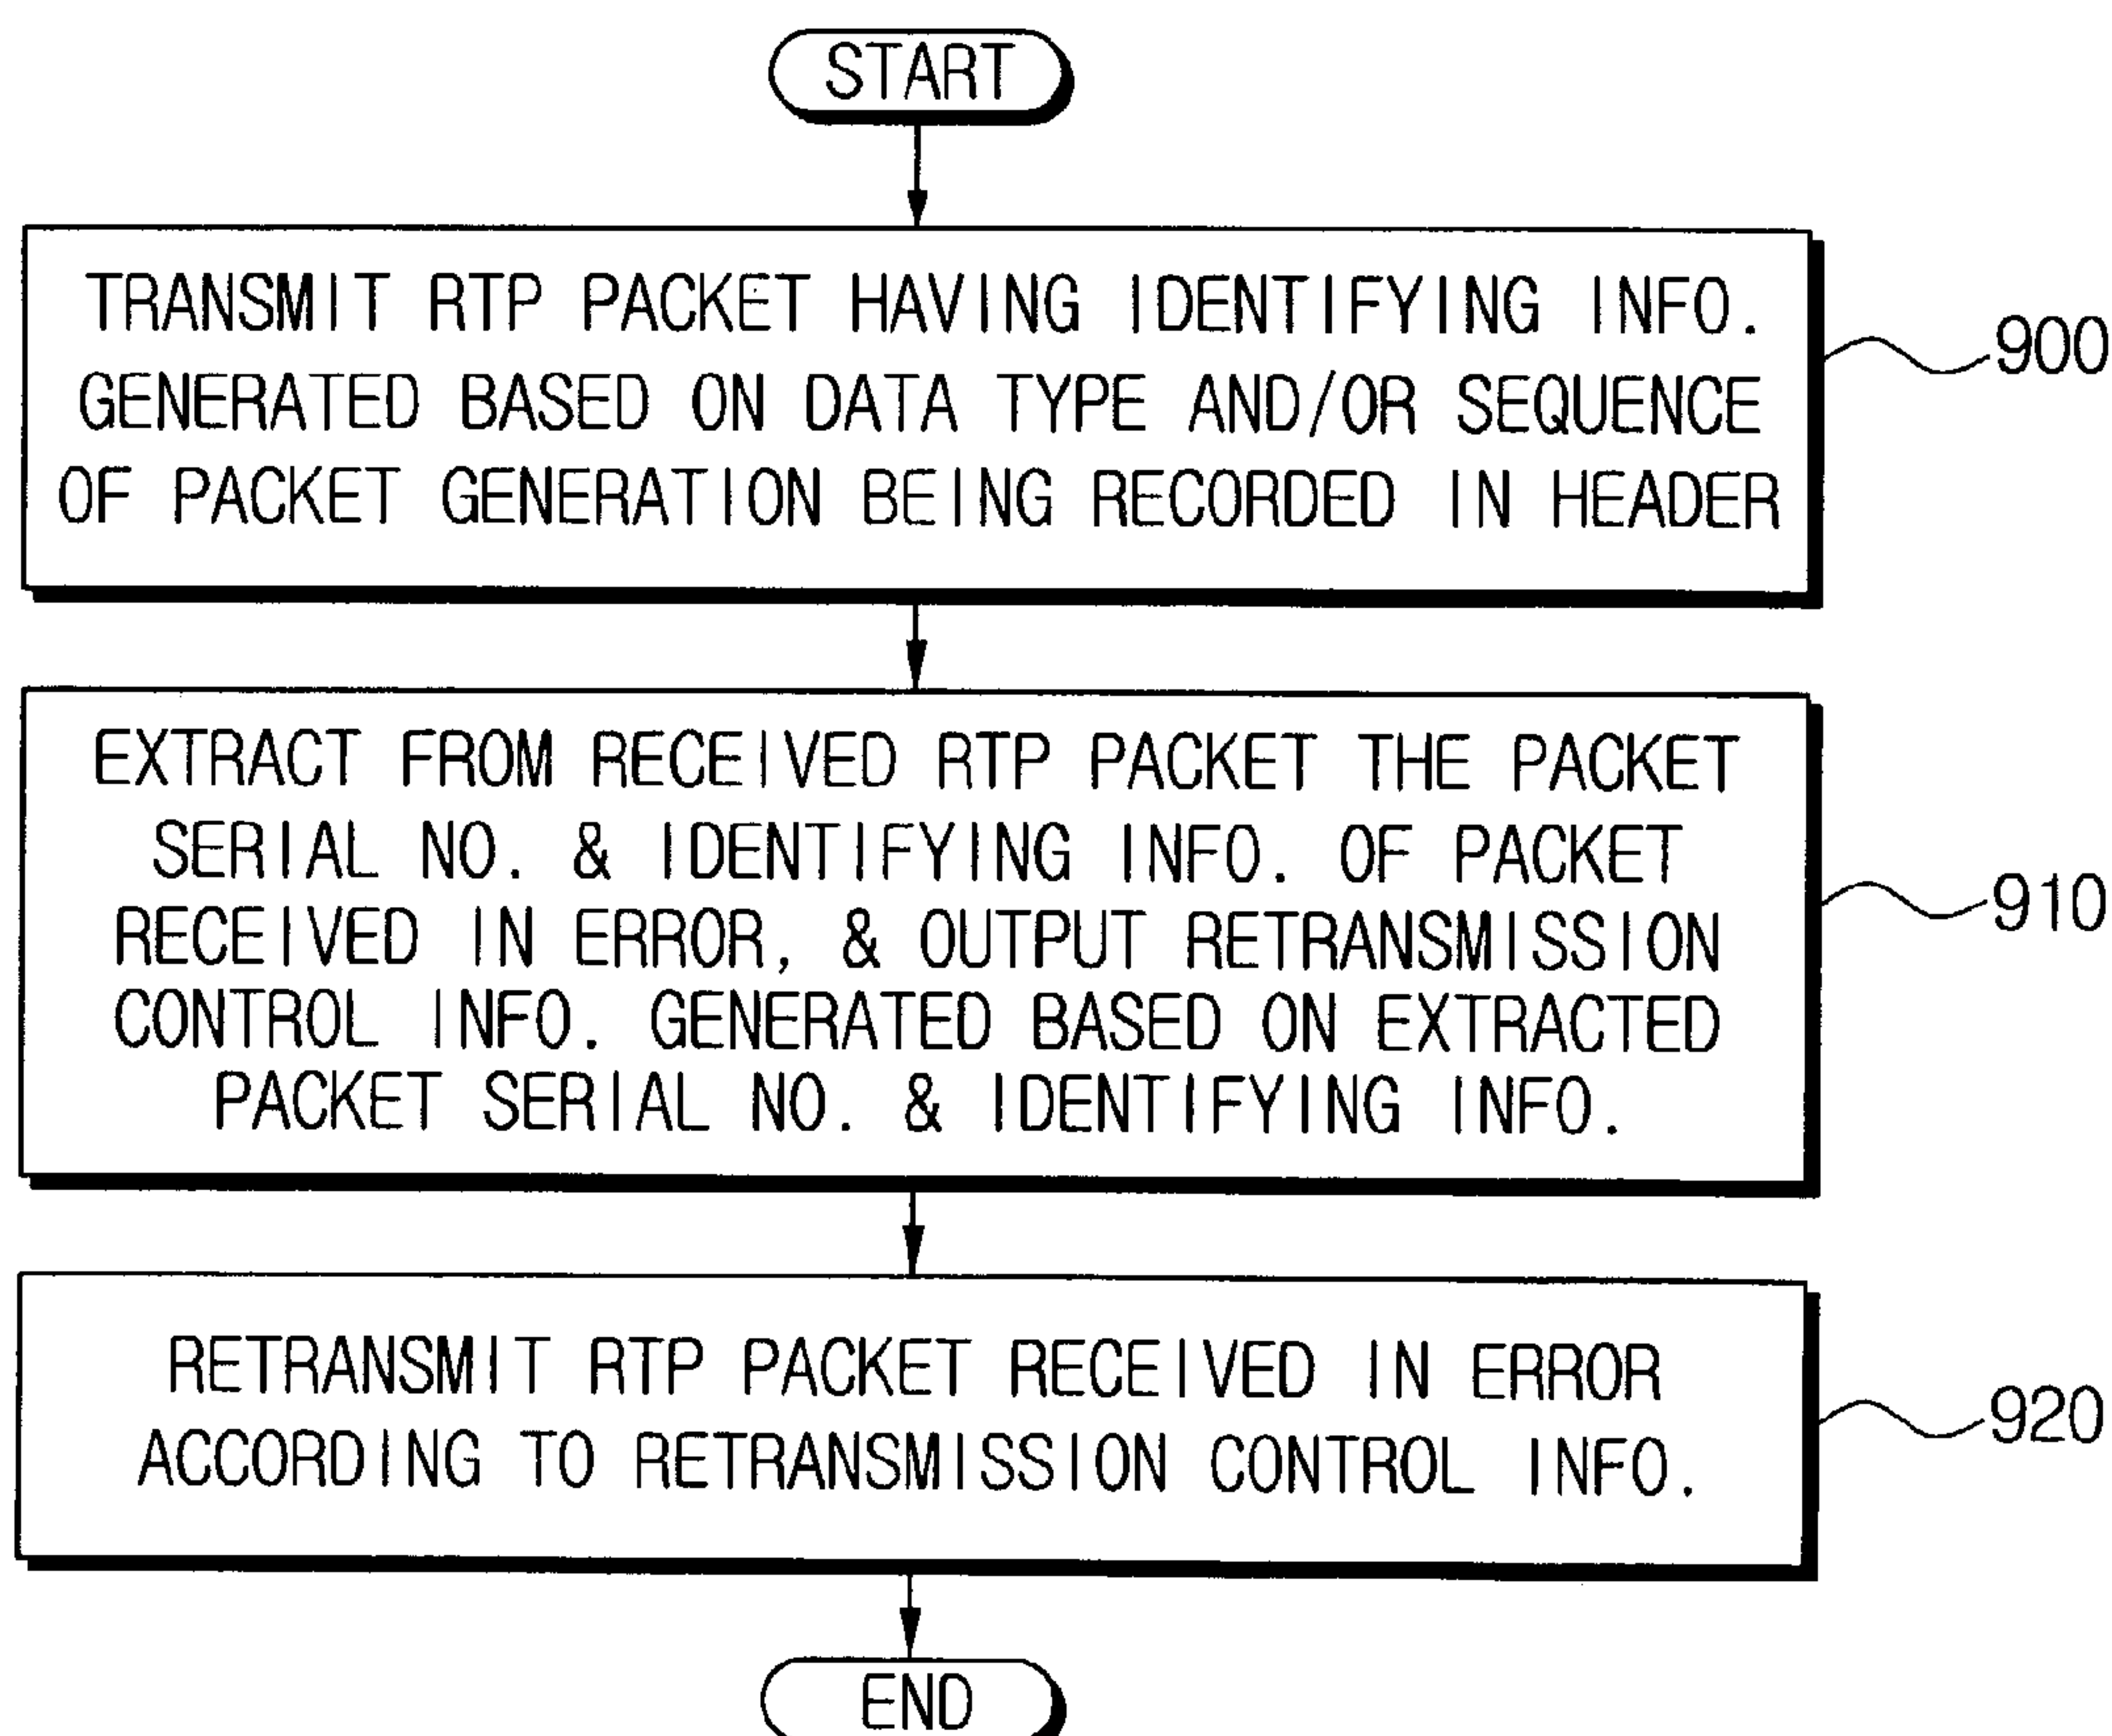 START
TRANSMIT RTP PACKET HAVING IDENTIFYING INFO.
GENERATED BASED ON DATA TYPE AND/OR SEQUENCE
OF PACKET GENERATION BEING RECORDED IN HEADER
900
EXTRACT FROM RECEIVED RTP PACKET THE PACKET
SERIAL NO. & IDENTIFYING INFO. OF PACKET
RECEIVED IN ERROR, & OUTPUT RETRANSMISSION
CONTROL INFO. GENERATED BASED ON EXTRACTED
PACKET SERIAL NO. & IDENTIFYING INFO.
910
RETRANSMIT RTP PACKET RECEIVED IN ERROR
ACCORDING TO RETRANSMISSION CONTROL INFO.
920
END